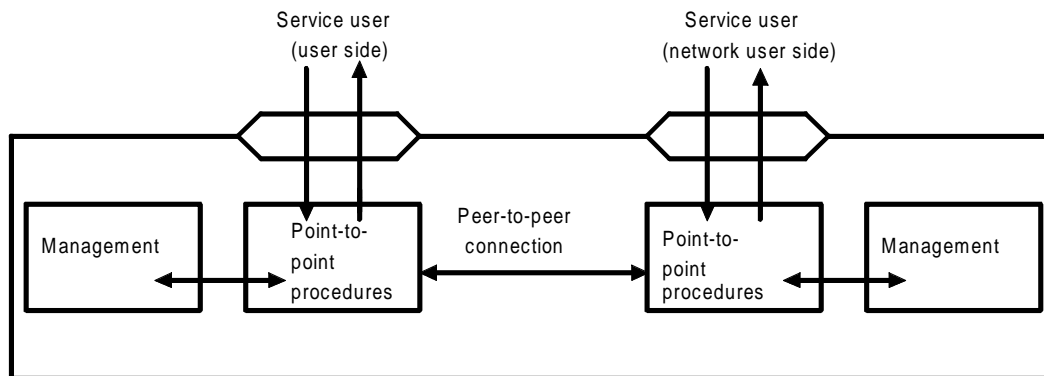 Service user
(user side)
Service user
(network user side)
Management
Point-to-
point
procedures
Peer-to-peer
connection
Point-to-
point
procedures
Management